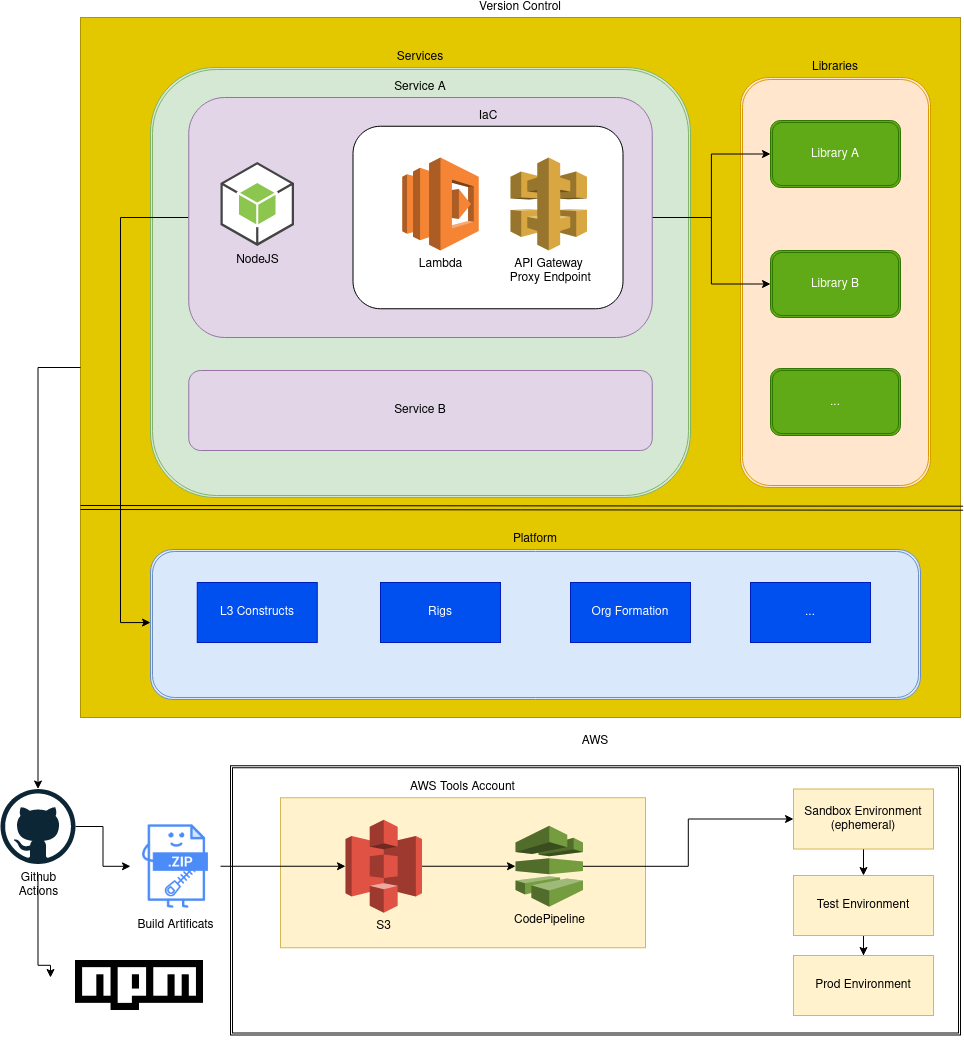 Version Control
Services
Libraries
Service A
IaC
Library A
NodeJS
Lambda
API Gateway
Proxy Endpoint
Library B
Service B
...
Platform
L3 Constructs
Rigs
Org Formation
...
AWS
AWS Tools Account
Sandbox Environment
(ephemeral)
.ZIP
Github
Actions
Build Artificats
S3
CodePipeline
Test Environment
Prod Environment
npm